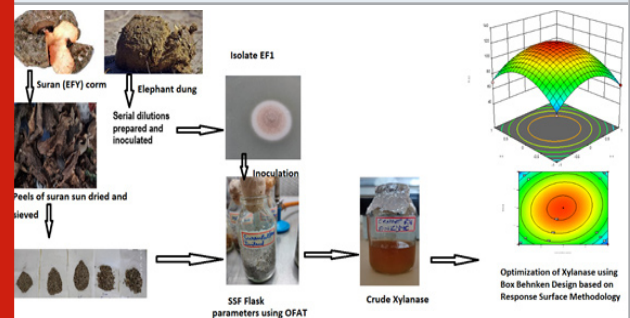 Isolate EF1
Suran (EFY) corm
Elephant dung
Serial dilutions
prepared and
inoculated
Inoculation
Peels of suran sun dried and
sieved
SSF Flask
parameters using OFAT
Crude Xylanase
Optimization of Xylanase using
Box Behnken Design based on
Response Surface Methodology